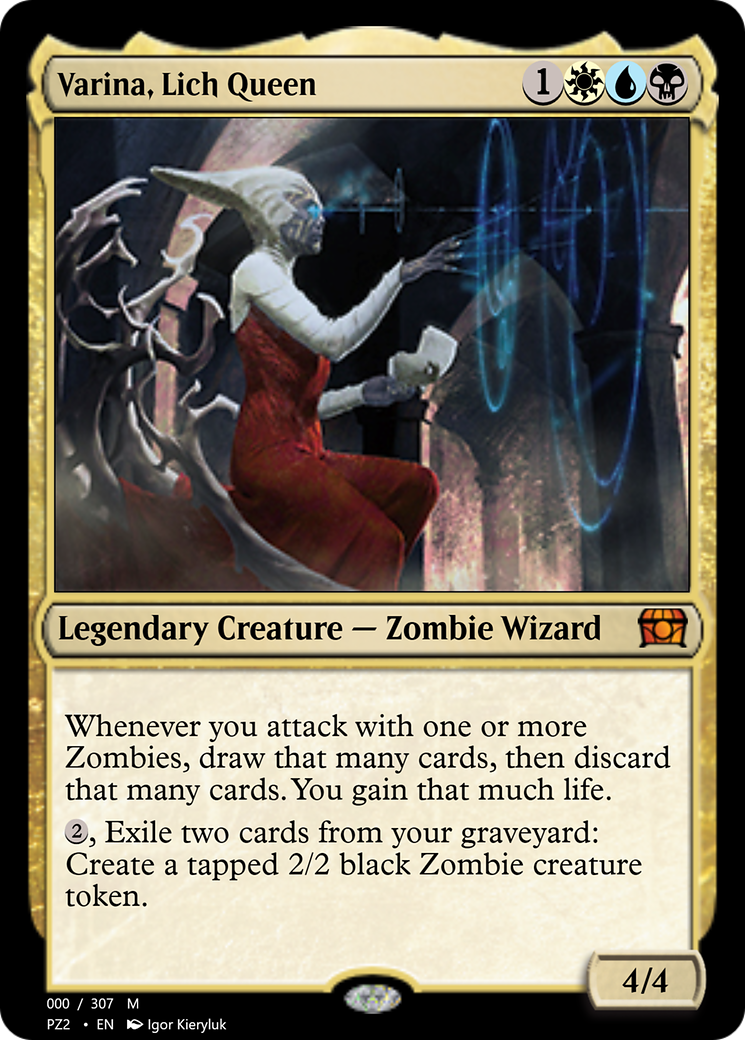 Varina, Lich Queen 1
Legendary Creature — Zombie Wizard
Whenever you attack with one or more
Zombies, draw that many cards, then discard
that many cards. You gain that much life.
2, Exile two cards from your graveyard:
Create a tapped 2/2 black Zombie creature
token.
4/4
000 / 307 M
PZ2 • EN Igor Kieryluk